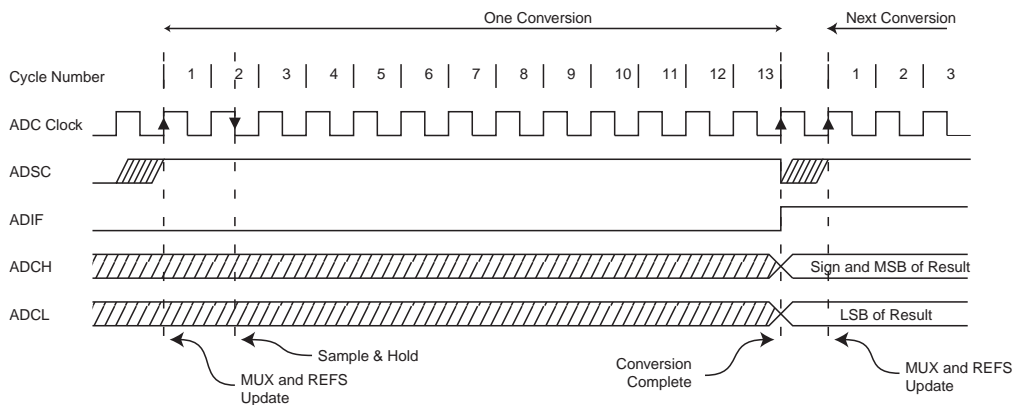 One Conversion
Next Conversion
Cycle Number
1 2 3 4 5 6 7 8 9 10 11 12 13 1 2 3
ADC Clock
ADSC
ADIF
ADCH
Sign and MSB of Result
ADCL
LSB of Result
Sample & Hold
MUX and REFS
Update
Conversion
Complete
MUX and REFS
Update